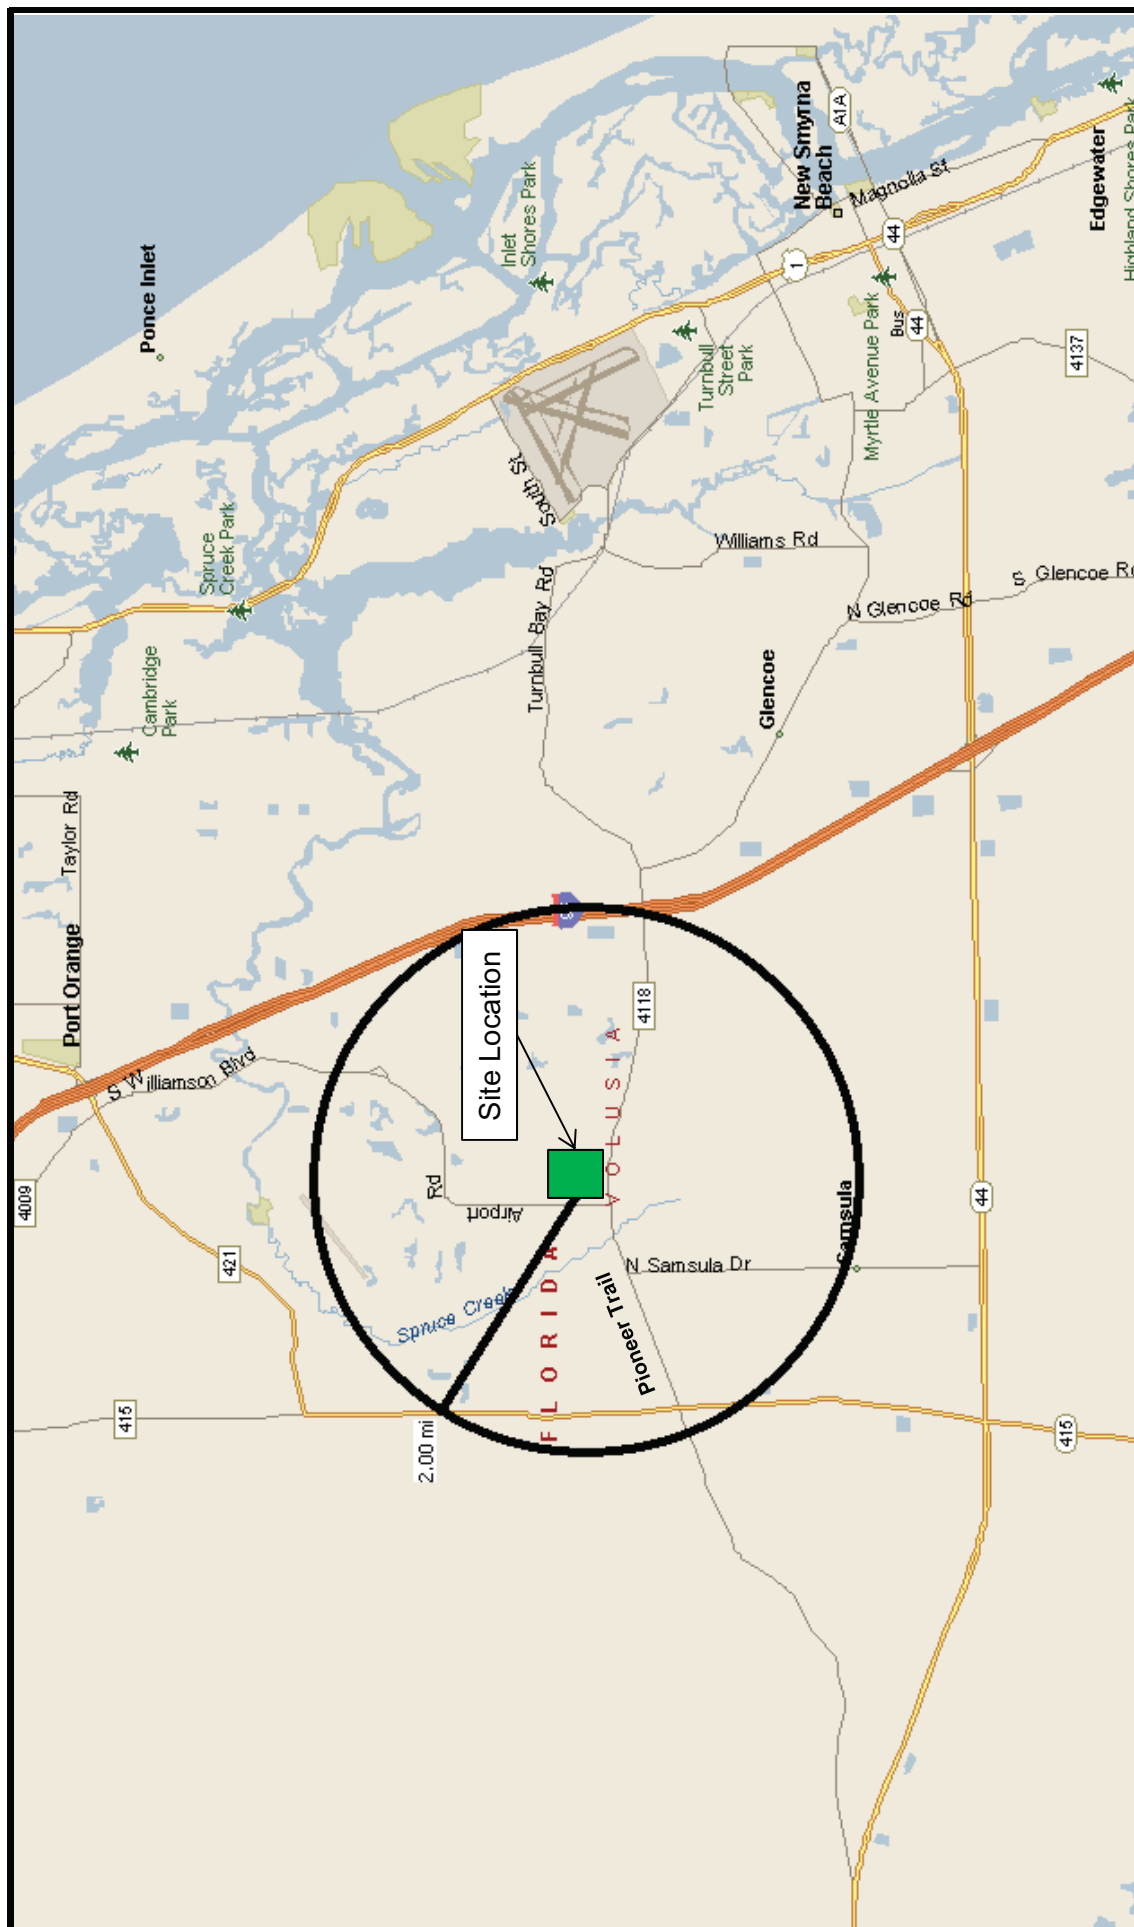 Ponce Inlet
Inlet
Shores Park
New Smyrna
Beach
A1A
Magnolia St
Edgewater
Highland Shores Park
44
1
Bus
44
4137
Myrtle Avenue Park
Turnbull
Street
Park
South St
Spruce
Creek Park
Williams Rd
S Glencoe Rd
N Glencoe Rd
Turnbull Bay Rd
Glencoe
Cambridge
Park
Taylor Rd
Port Orange
S Williamson Blvd
4009
421
415
Site Location
4118
VOLUSIA
FLORIDA
Airport
Rd
Spruce Creek
N Samsula Dr
Samsula
Pioneer Trail
44
415
2.00 mi